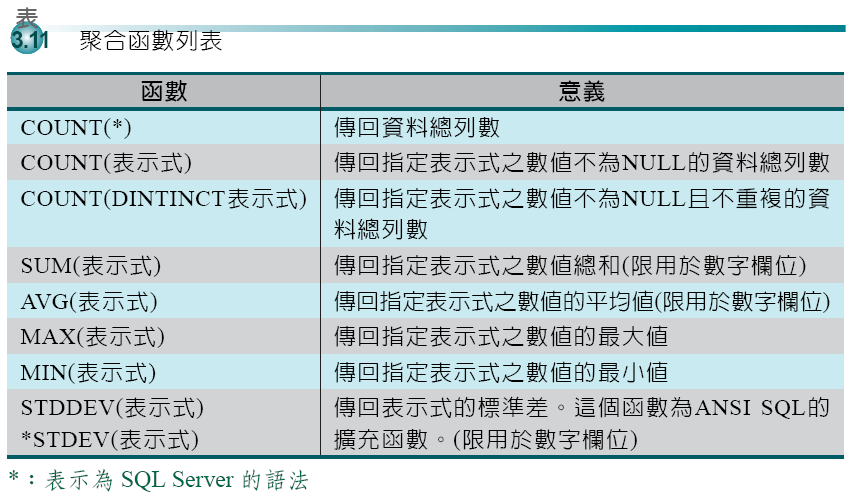 表
3.11 聚合函數列表
函數 意義
COUNT(*) 傳回資料總列數
COUNT(表示式) 傳回指定表示式之數值不為NULL的資料總列數
COUNT(DINTINCT表示式) 傳回指定表示式之數值不為NULL且不重複的資
料總列數
SUM(表示式) 傳回指定表示式之數值總和(限用於數字欄位)
AVG(表示式) 傳回指定表示式之數值的平均值(限用於數字欄位)
MAX(表示式) 傳回指定表示式之數值的最大值
MIN(表示式) 傳回指定表示式之數值的最小值
STDDEV(表示式) 傳回表示式的標準差。這個函數為ANSI SQL的
*STDEV(表示式) 擴充函數。(限用於數字欄位)
*：表示為 SQL Server 的語法